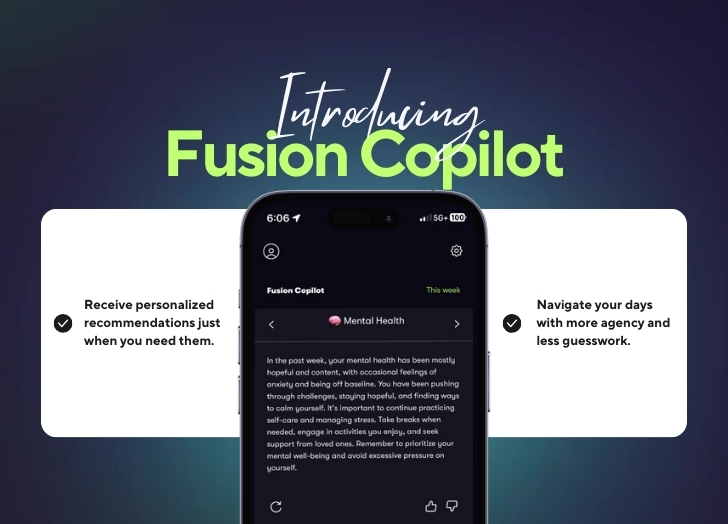 Introducing
Fusion Copilot
6:06
5G+ 100
Fusion Copilot
This week
Mental Health
In the past week, your mental health has been mostly
hopeful and content, with occasional feelings of
anxiety and being off baseline. You have been pushing
through challenges, staying hopeful, and finding ways
to calm yourself. It's important to continue practicing
self-care and managing stress. Take breaks when
needed, engage in activities you enjoy, and seek
support from loved ones. Remember to prioritize your
mental well-being and avoid excessive pressure on
yourself.
Receive personalized
recommendations just
when you need them.
Navigate your days
with more agency and
less guesswork.